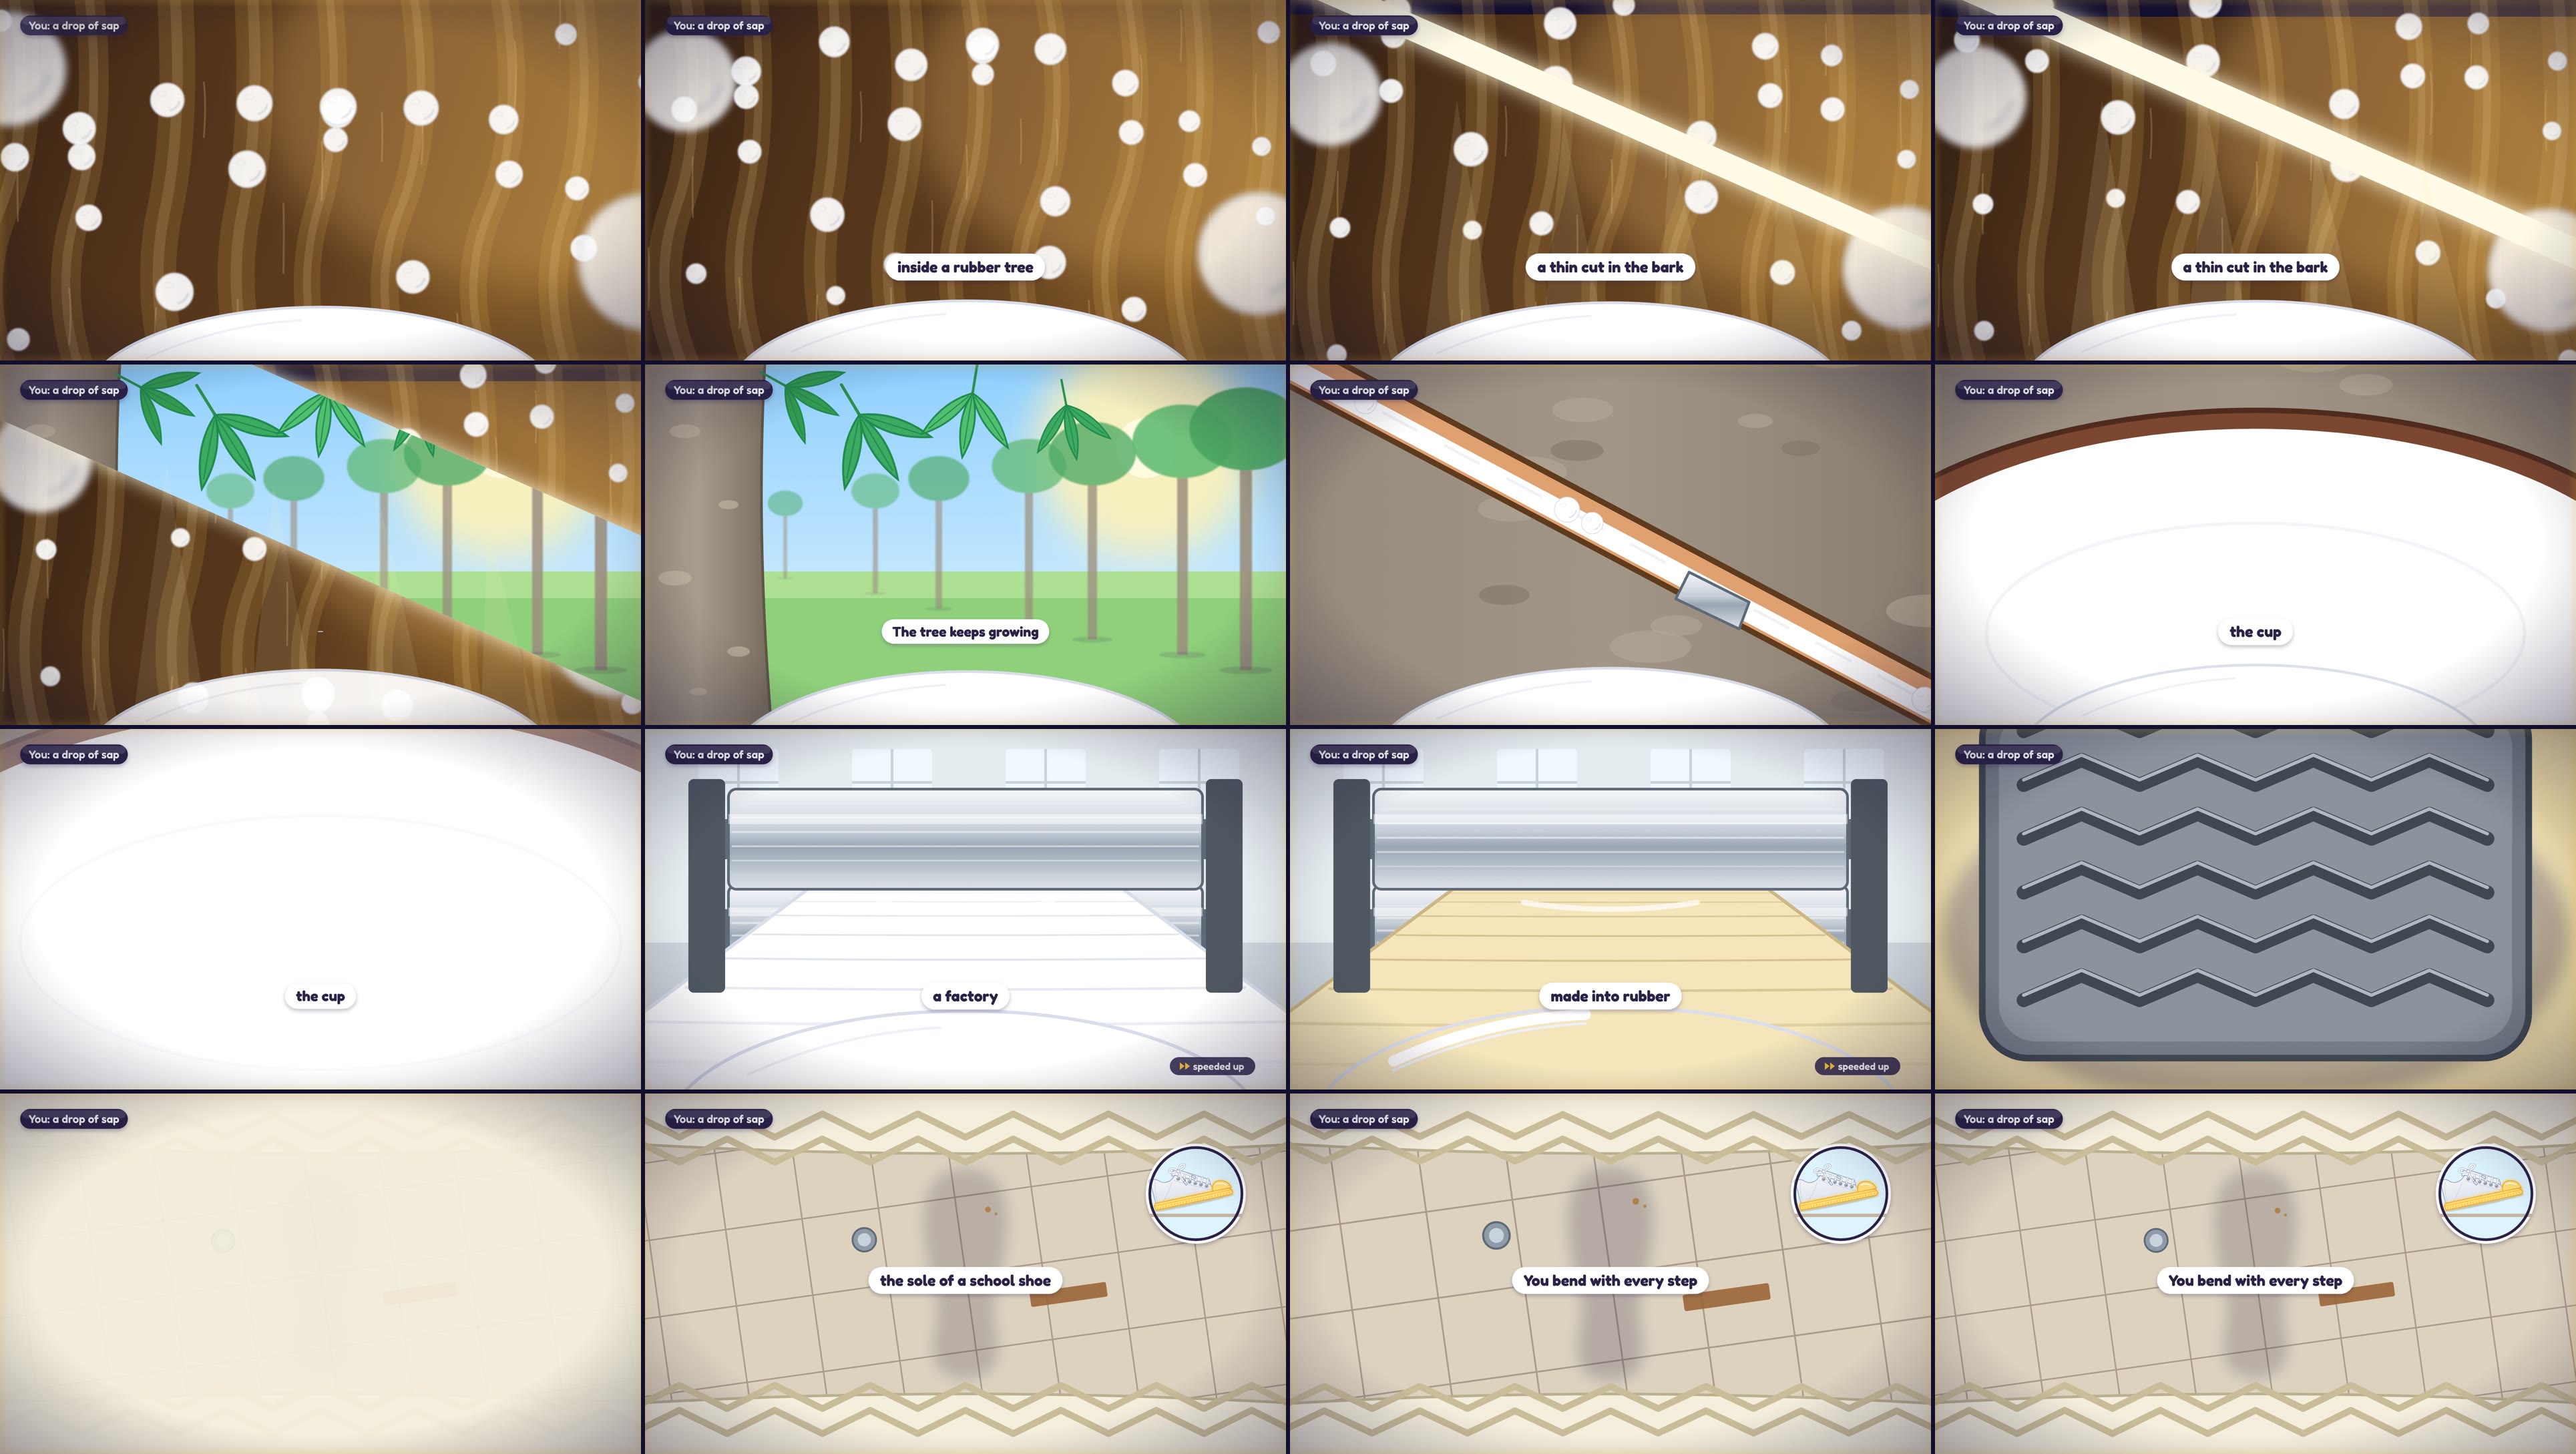 You: a drop of sap
You: a drop of sap
inside a rubber tree
You: a drop of sap
a thin cut in the bark
You: a drop of sap
a thin cut in the bark
You: a drop of sap
You: a drop of sap
The tree keeps growing
You: a drop of sap
You: a drop of sap
the cup
You: a drop of sap
the cup
You: a drop of sap
a factory
speeded up
You: a drop of sap
made into rubber
speeded up
You: a drop of sap
You: a drop of sap
You: a drop of sap
the sole of a school shoe
You: a drop of sap
You bend with every step
You: a drop of sap
You bend with every step